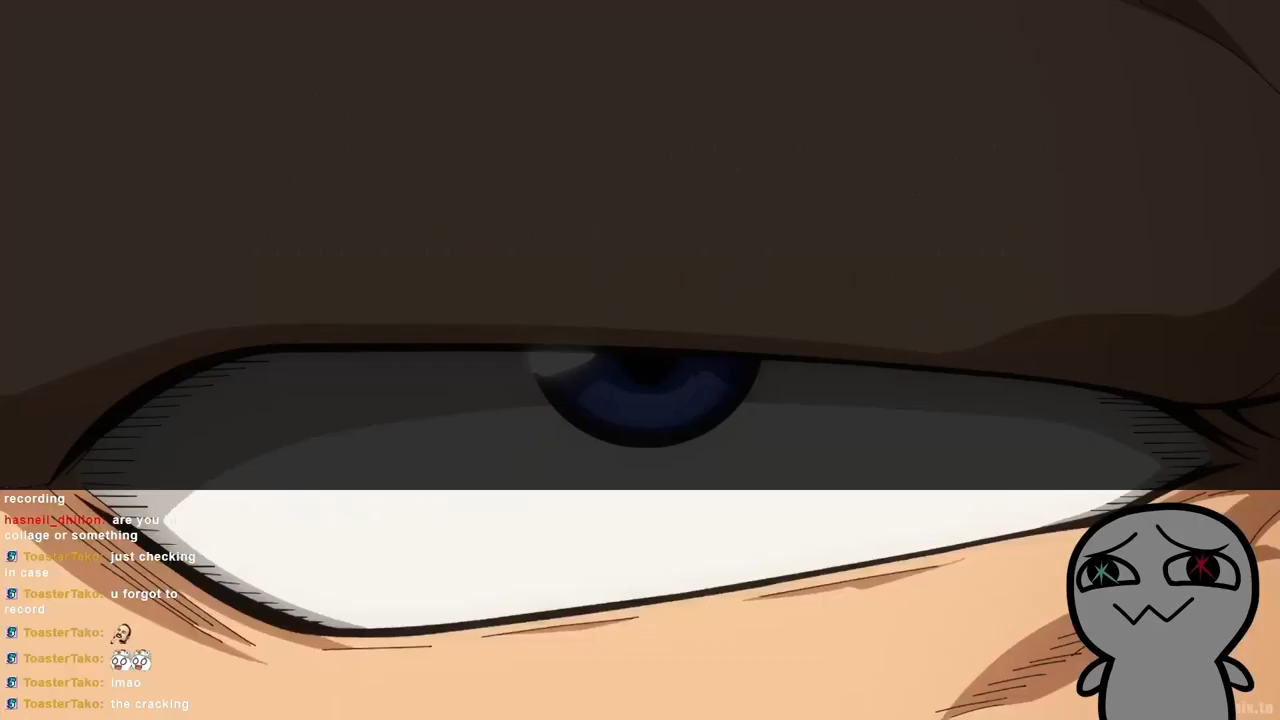 recording
hasneil_dhillon: are you
collage or something
ToasterTako: just checking
in case
ToasterTako: u forgot to
record
ToasterTako:
ToasterTako:
ToasterTako: lmao
ToasterTako: the cracking